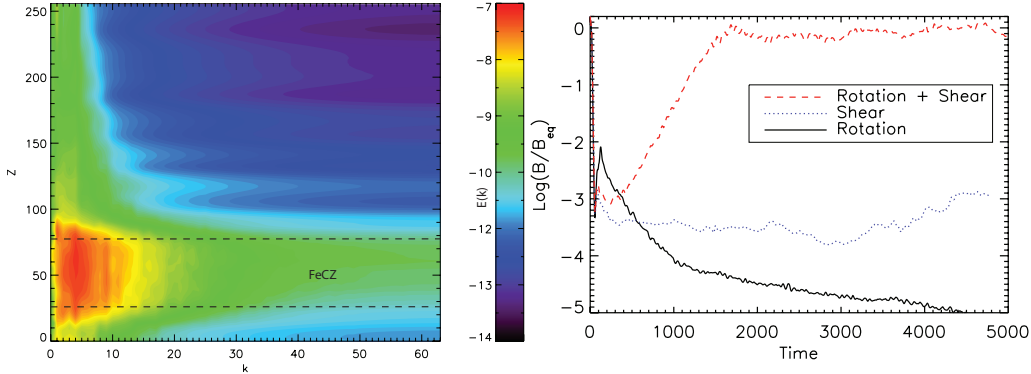 250
200
150
100
50
0
Z
0 10 20 30 40 50 60
k
FeCZ
-7
-8
-9
-10
-11
-12
-13
-14
E(k)
0
-1
-2
-3
-4
-5
Log(B/Beq)
Rotation + Shear
Shear
Rotation
0 1000 2000 3000 4000 5000
Time